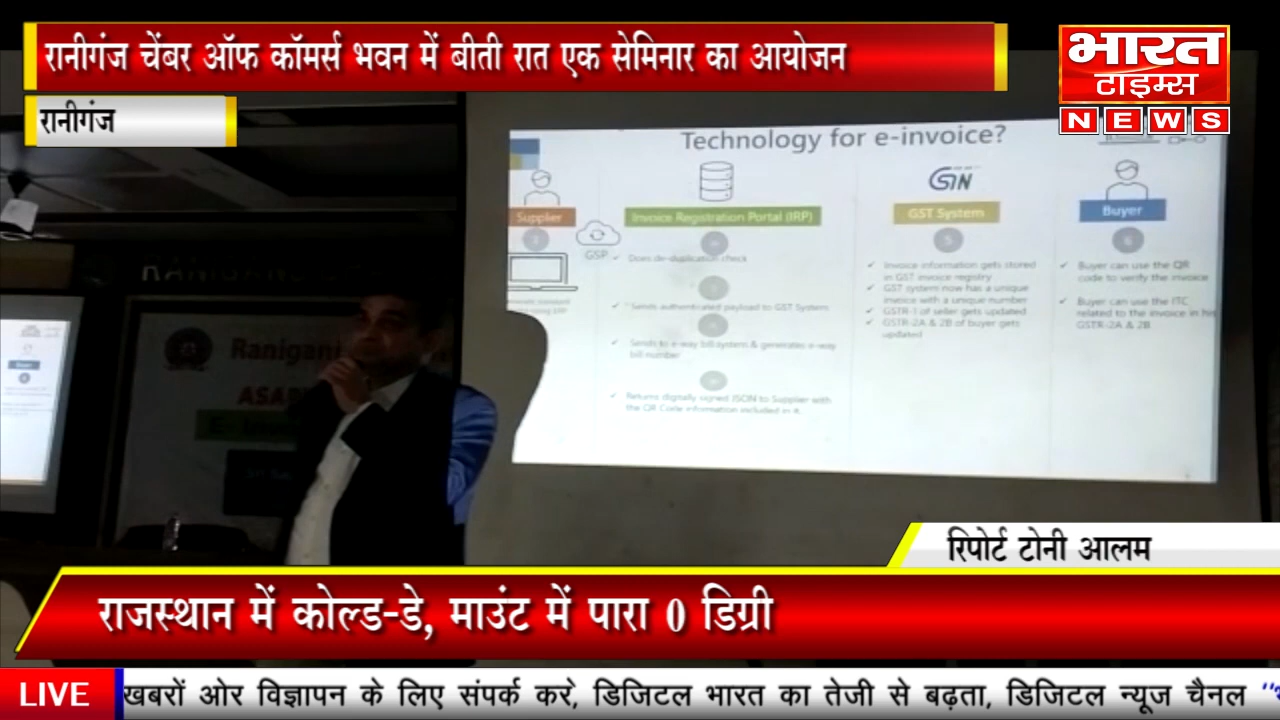 रानीगंज चेंबर ऑफ कॉमर्स भवन में बीती रात एक सेमिनार का आयोजन
भारत
टाइम्स
NEWS
रानीगंज
Technology for e-invoice?
Supplier
GSP
Invoice Registration Portal (IRP)
Does de-duplication check
Sends authenticated payload to GST System
Sends to e-way bill system & generates e-way
bill number
Returns digitally signed JSON to Supplier with
the QR Code information included in it.
GST System
5
Invoice information gets stored
in GST invoice registry
GST system now has a unique
invoice with a unique number
GSTR-1 of seller gets updated
GSTR-2A & 2B of buyer gets
updated
Buyer
6
Buyer can use the QR
code to verify the invoice
Buyer can use the ITC
related to the invoice in his
GSTR-2A & 2B
रिपोर्ट टोनी आलम
राजस्थान में कोल्ड-डे, माउंट में पारा 0 डिग्री
LIVE
खबरों ओर विज्ञापन के लिए संपर्क करे, डिजिटल भारत का तेजी से बढ़ता, डिजिटल न्यूज चैनल "